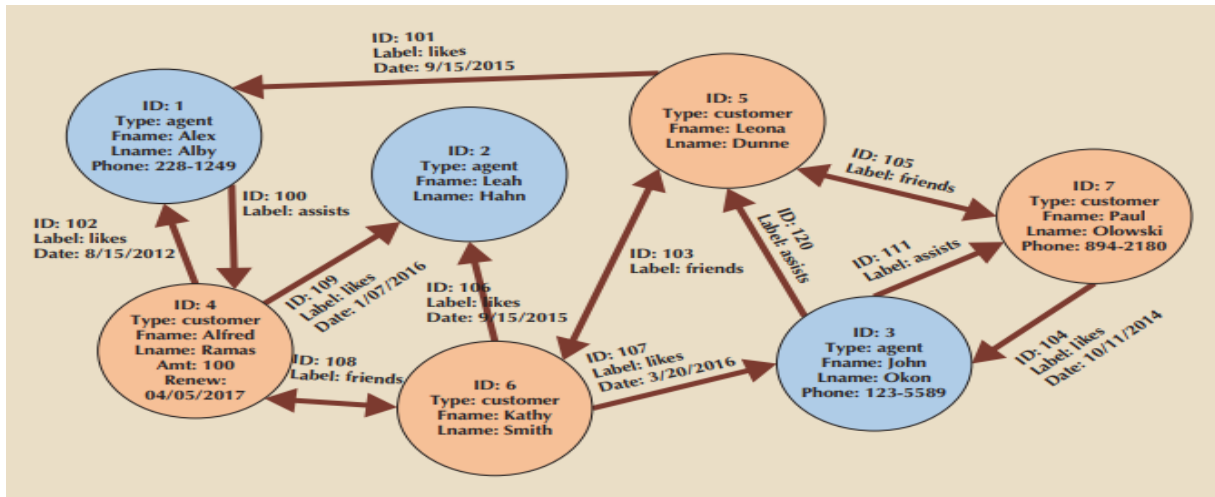 ID: 101
Label: likes
Date: 9/15/2015
ID: 1
Type: agent
Fname: Alex
Lname: Alby
Phone: 228-1249
ID: 2
Type: agent
Fname: Leah
Lname: Hahn
ID: 5
Type: customer
Fname: Leona
Lname: Dunne
ID: 105
Label: friends
ID: 7
Type: customer
Fname: Paul
Lname: Olowski
Phone: 894-2180
ID: 100
Label: assists
ID: 102
Label: likes
Date: 8/15/2012
ID: 109
Label: likes
Date: 1/07/2016
ID: 106
Label: likes
Date: 9/15/2015
ID: 103
Label: friends
ID: 120
Label: assists
ID: 111
Label: assists
ID: 4
Type: customer
Fname: Alfred
Lname: Ramas
Amt: 100
Renew:
04/05/2017
ID: 108
Label: friends
ID: 6
Type: customer
Fname: Kathy
Lname: Smith
ID: 107
Label: likes
Date: 3/20/2016
ID: 3
Type: agent
Fname: John
Lname: Okon
Phone: 123-5589
ID: 104
Label: likes
Date: 10/11/2014